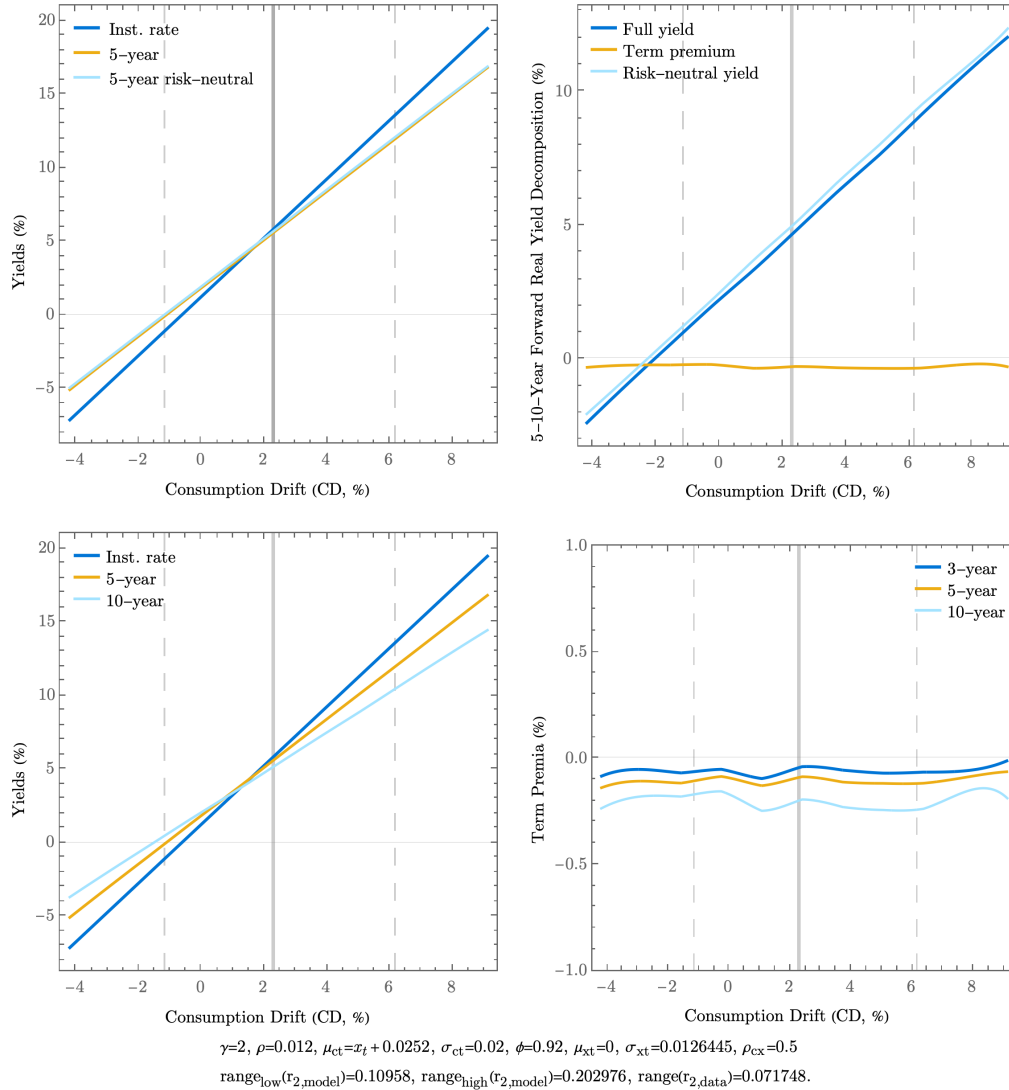 Inst. rate
5–year
5–year risk–neutral
20
15
10
5
0
−5
Yields (%)
−4 −2 0 2 4 6 8
Consumption Drift (CD, %)
Full yield
Term premium
Risk–neutral yield
10
5
0
5–10–Year Forward Real Yield Decomposition (%)
−4 −2 0 2 4 6 8
Consumption Drift (CD, %)
Inst. rate
5–year
10–year
20
15
10
5
0
−5
Yields (%)
−4 −2 0 2 4 6 8
Consumption Drift (CD, %)
3–year
5–year
10–year
1.0
0.5
0.0
−0.5
−1.0
Term Premia (%)
−4 −2 0 2 4 6 8
Consumption Drift (CD, %)
γ=2, ρ=0.012, μct=xt+0.0252, σct=0.02, ϕ=0.92, μxt=0, σxt=0.0126445, ρcx=0.5
rangelow(r2,model)=0.10958, rangehigh(r2,model)=0.202976, range(r2,data)=0.071748.